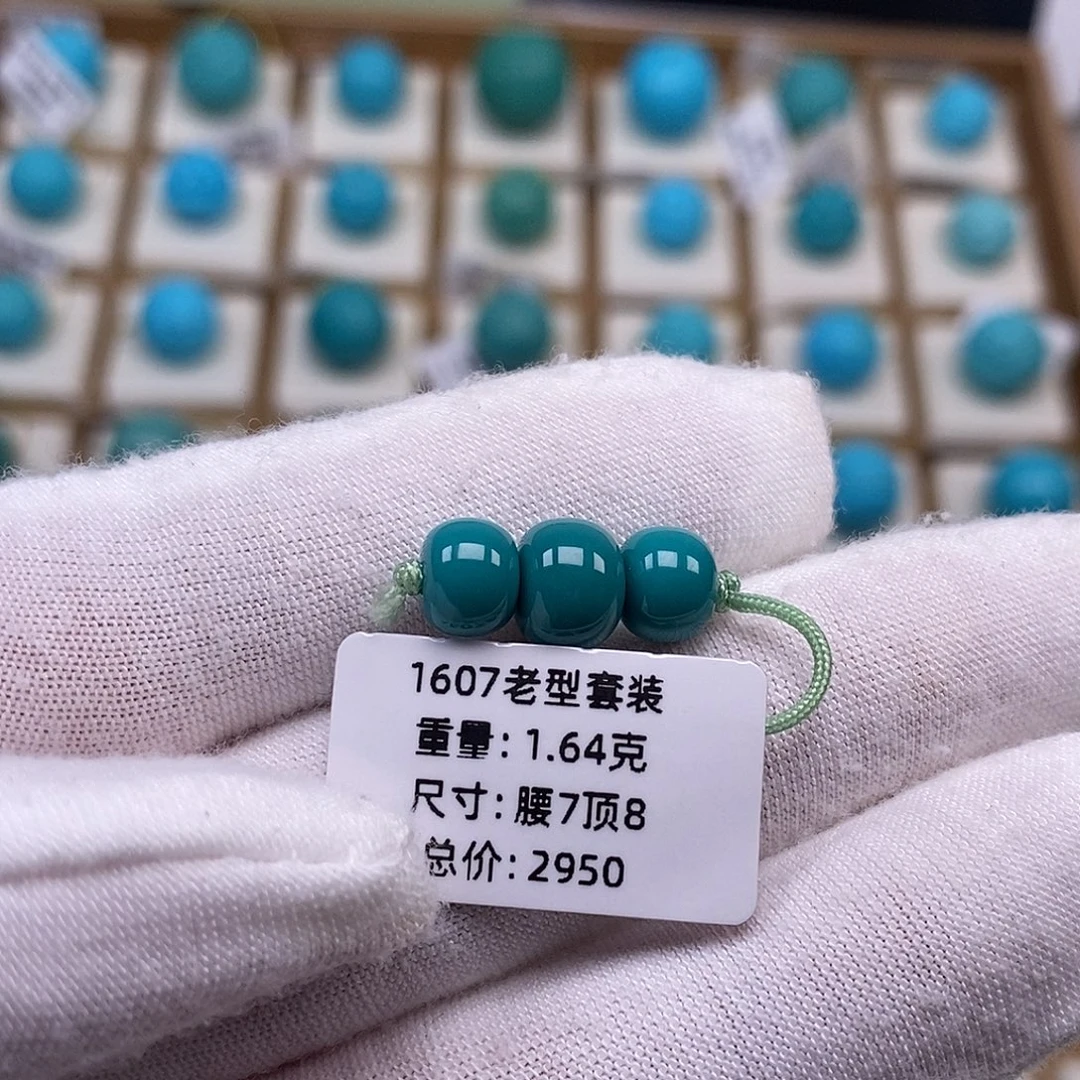 1607老型套装
重量: 1.64克
尺寸: 腰7顶8
总价: 2950